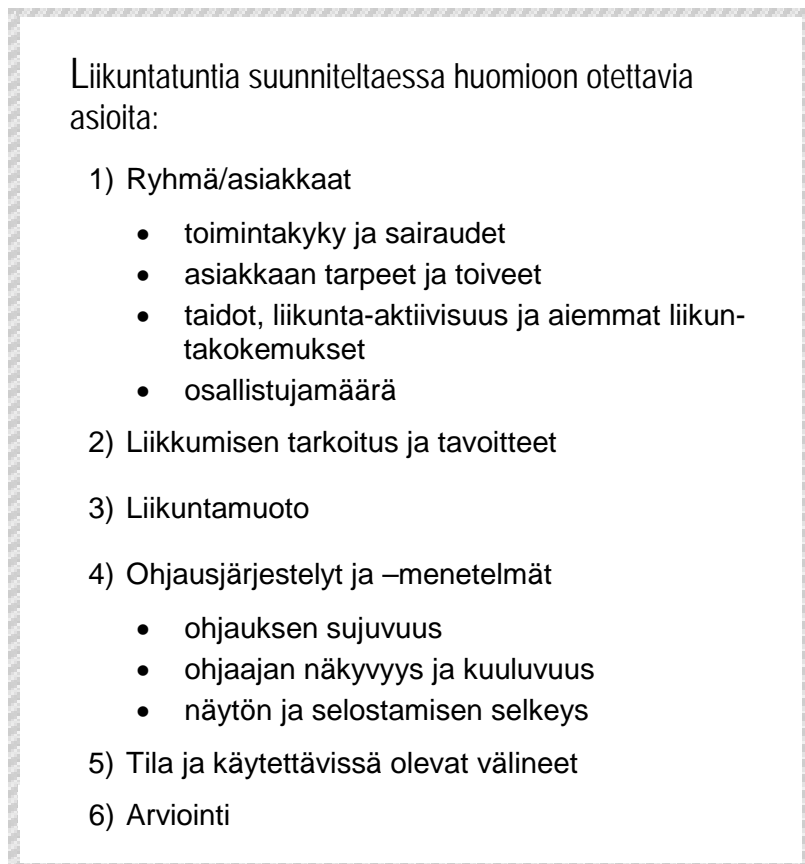 Liikuntatuntia suunniteltaessa huomioon otettavia
asioita:
1) Ryhmä/asiakkaat
• toimintakyky ja sairaudet
• asiakkaan tarpeet ja toiveet
• taidot, liikunta-aktiivisuus ja aiemmat liikun-
takokemukset
• osallistujamäärä
2) Liikkumisen tarkoitus ja tavoitteet
3) Liikuntamuoto
4) Ohjausjärjestelyt ja –menetelmät
• ohjauksen sujuvuus
• ohjaajan näkyvyys ja kuuluvuus
• näytön ja selostamisen selkeys
5) Tila ja käytettävissä olevat välineet
6) Arviointi